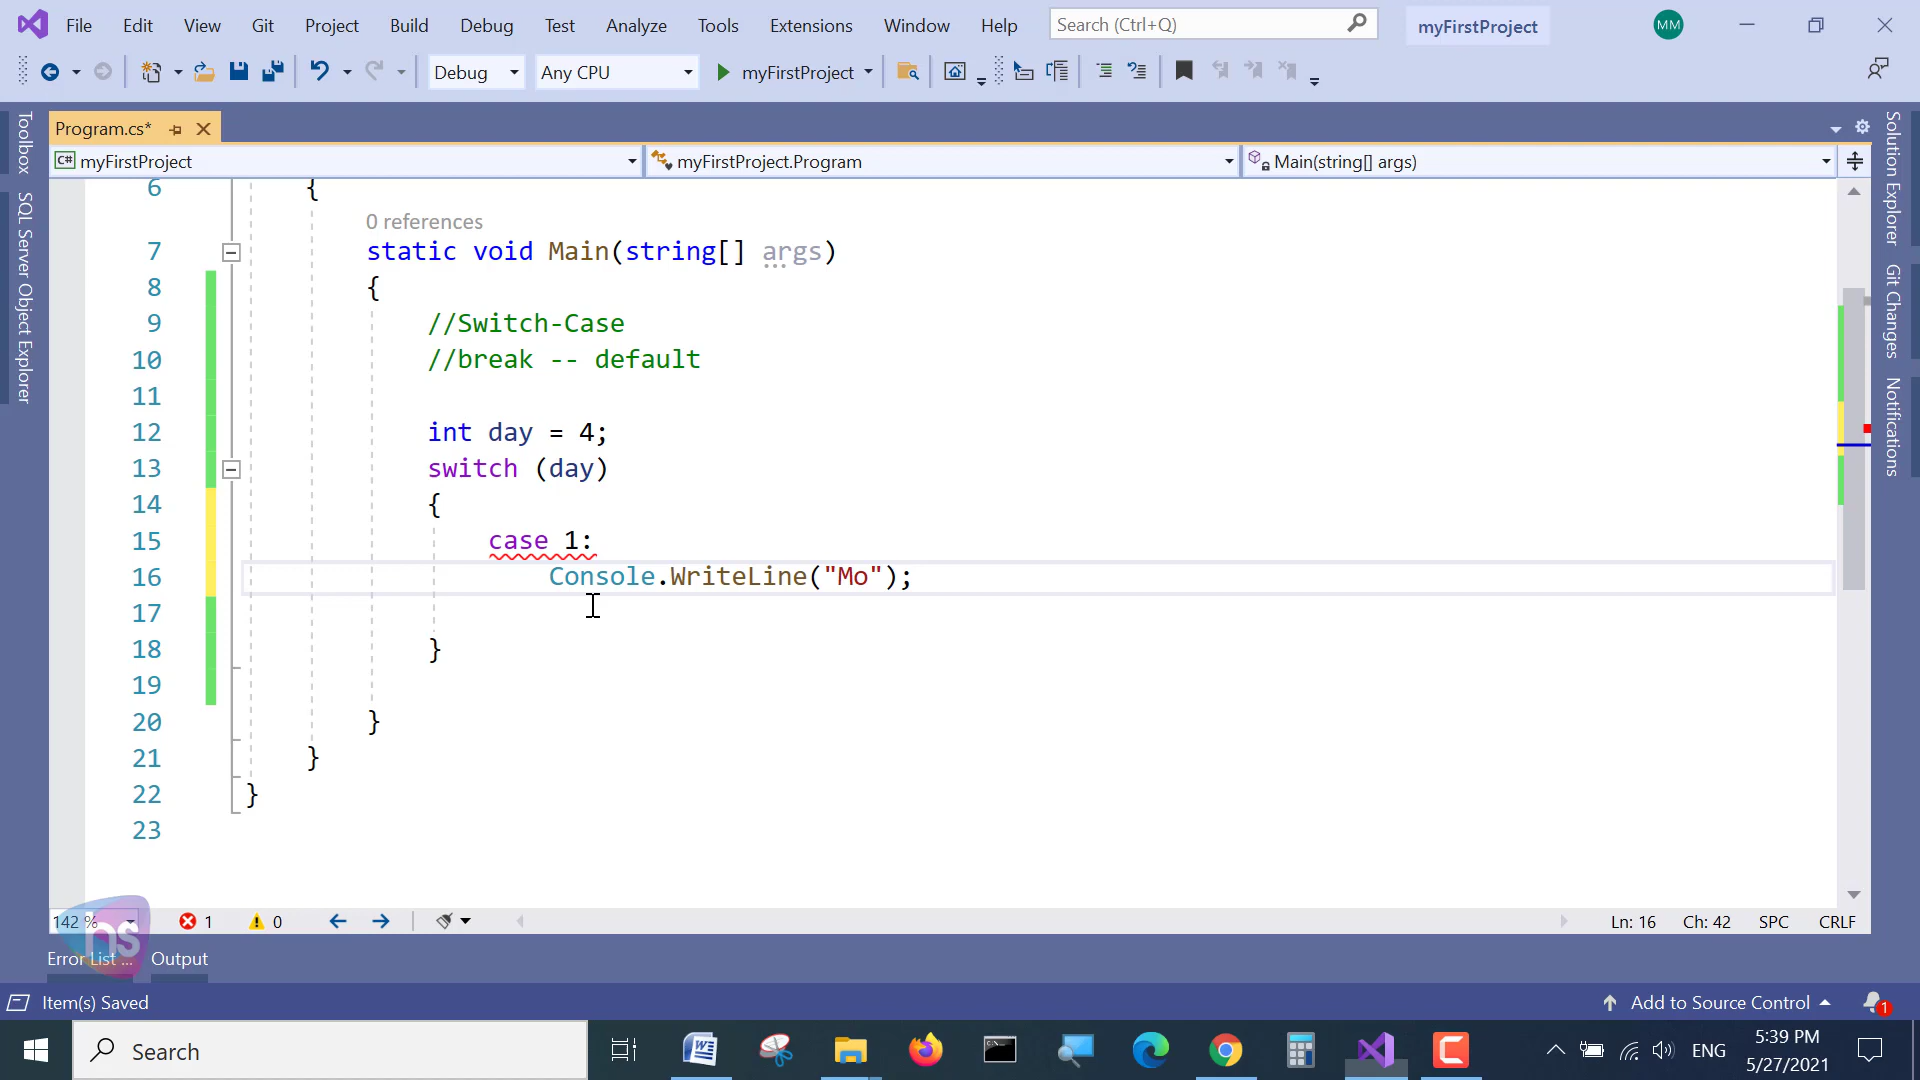 File Edit View Git Project Build Debug Test Analyze Tools Extensions Window Help Search (Ctrl+Q) myFirstProject MM
Debug Any CPU myFirstProject
Program.cs*
C# myFirstProject myFirstProject.Program Main(string[] args)
6 {
0 references
7 static void Main(string[] args)
8 {
9 //Switch-Case
10 //break -- default
11
12 int day = 4;
13 switch (day)
14 {
15 case 1:
16 Console.WriteLine("Mo");
17
18 }
19
20 }
21 }
22 }
23
Toolbox
SQL Server Object Explorer
Solution Explorer
Git Changes
Notifications
142 % 1 0 Ln: 16 Ch: 42 SPC CRLF
hs
Error List ... Output
Item(s) Saved Add to Source Control 1
Search ENG 5:39 PM
5/27/2021